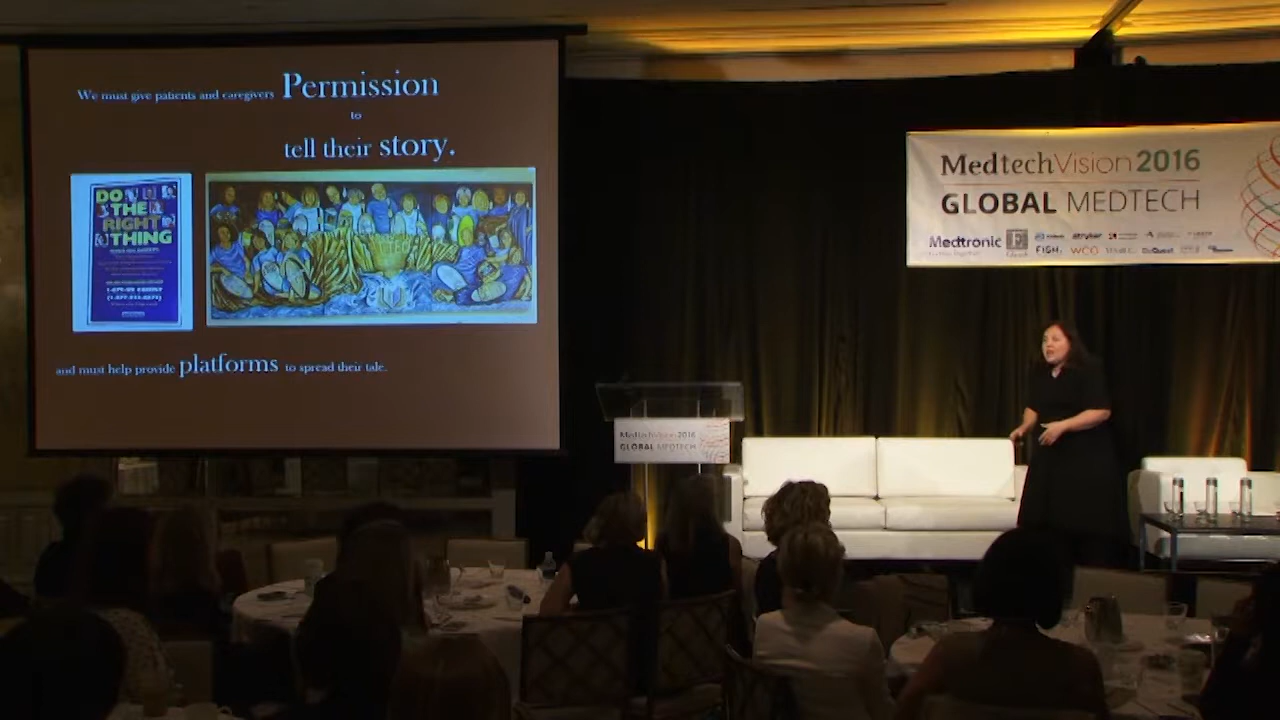 We must give patients and caregivers Permission
to
tell their story.
DO
THE
RIGHT
THING
and must help provide platforms to spread their tale.
MedtechVision 2016
GLOBAL MEDTECH
Medtronic
WCG
MedtechVision 2016
GLOBAL MEDTECH